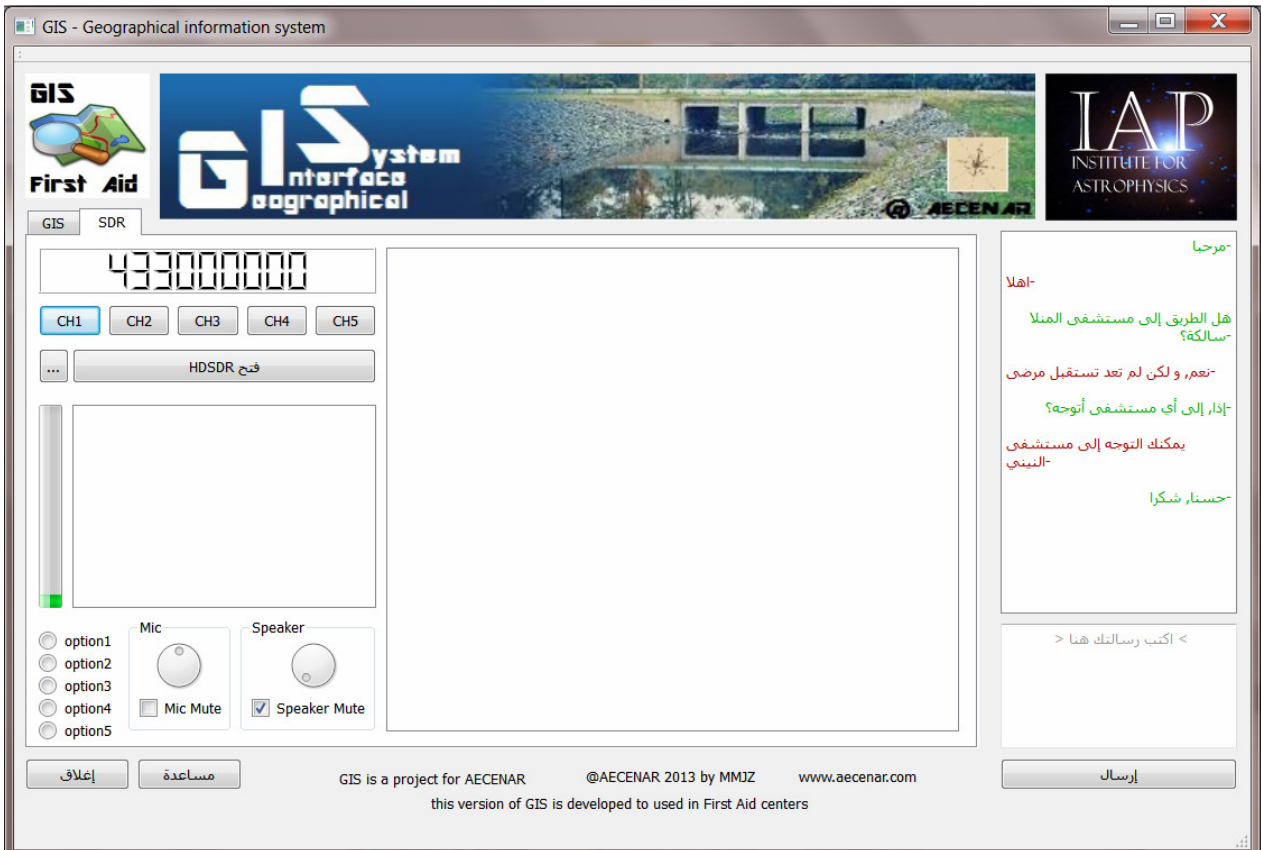 GIS - Geographical information system
GIS
First Aid
GIS
System
Interface
Geographical
@ AECENAR
IAP
INSTITUTE FOR
ASTROPHYSICS
GIS
SDR
433000000
CH1
CH2
CH3
CH4
CH5
...
فتح HDSDR
option1
option2
option3
option4
option5
Mic
Mic Mute
Speaker
Speaker Mute
-مرحبا
-اهلا
هل الطريق إلى مستشفى المنلا
-سالكة؟
-نعم, و لكن لم تعد تستقبل مرضى
-إذا, إلى أي مستشفى أتوجه؟
يمكنك التوجه إلى مستشفى
-النيني
-حسنا, شكرا
> اكتب رسالتك هنا <
إغلاق
مساعدة
إرسال
GIS is a project for AECENAR
@AECENAR 2013 by MMJZ
www.aecenar.com
this version of GIS is developed to used in First Aid centers